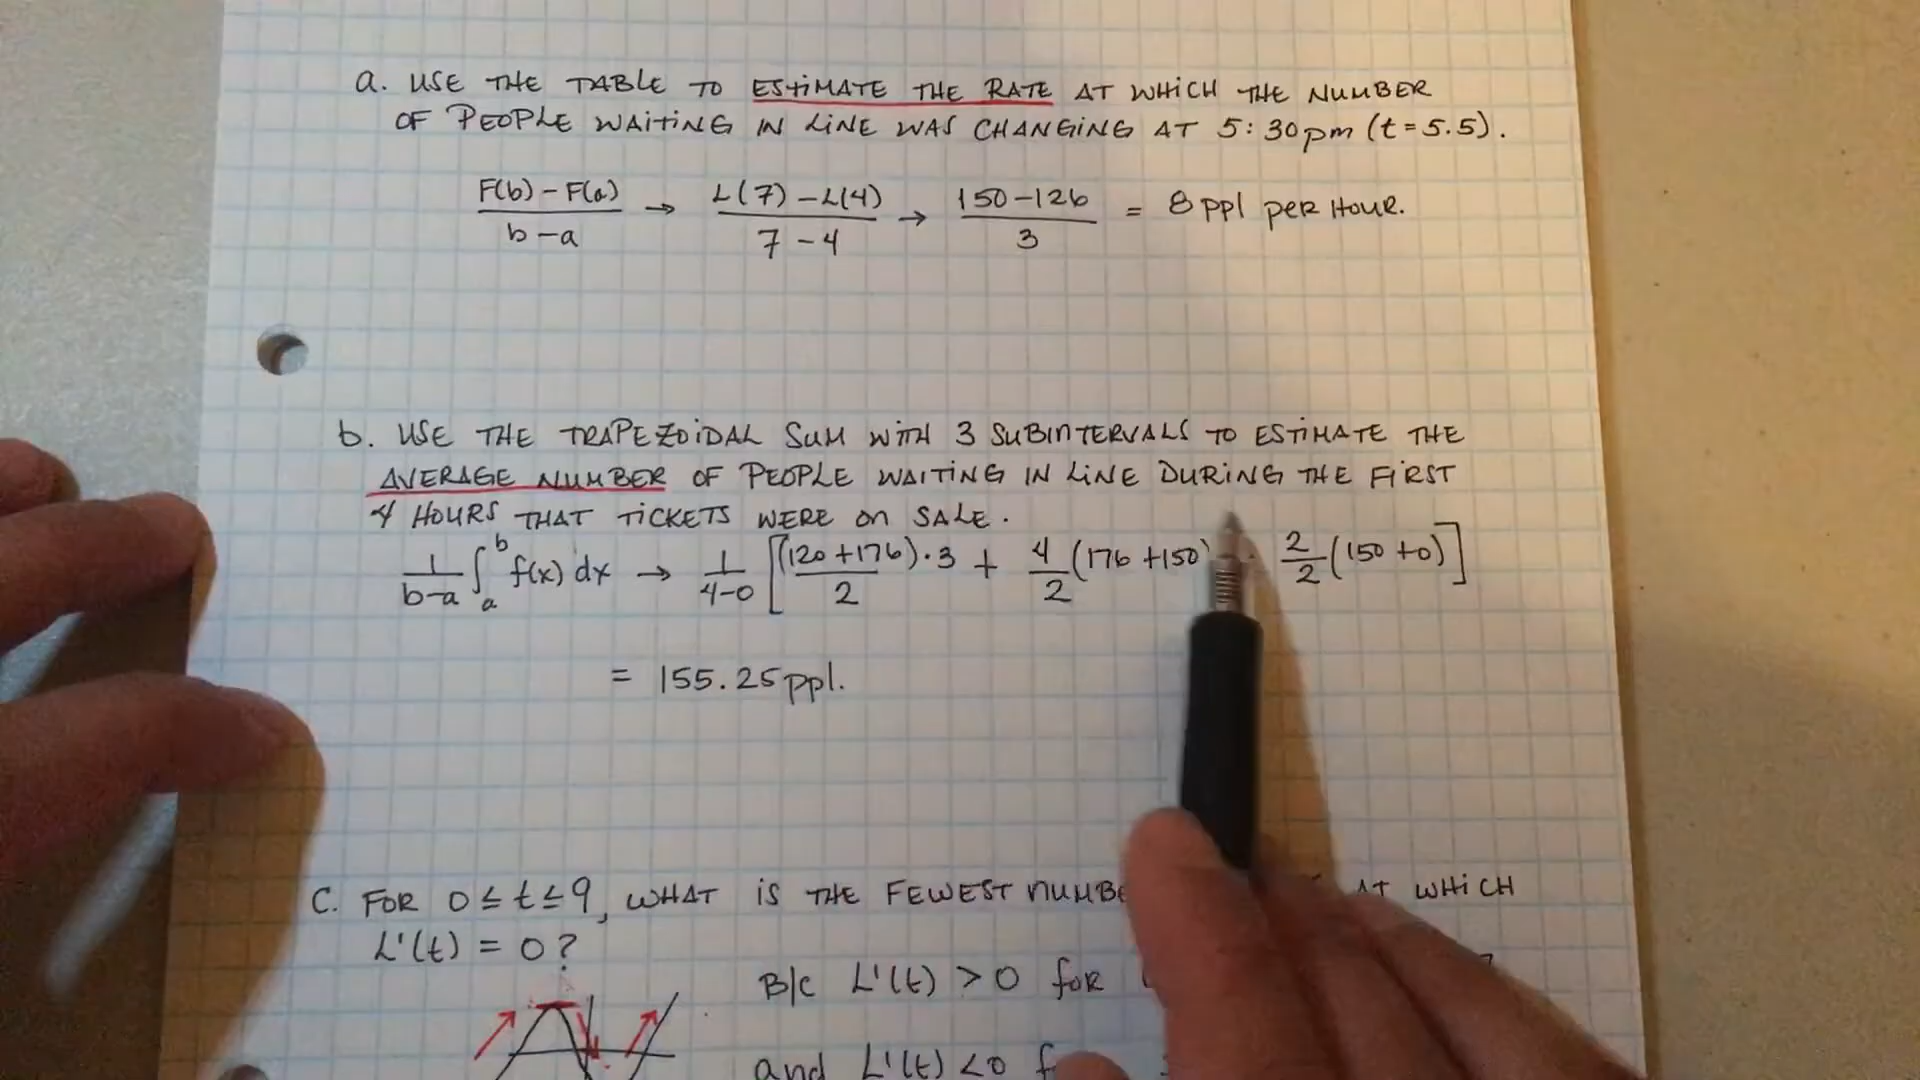 a. USE THE TABLE TO ESTIMATE THE RATE AT WHICH THE NUMBER
OF PEOPLE WAITING IN LINE WAS CHANGING AT 5:30pm (t=5.5).
F(b)-F(a) / b-a → L(7)-L(4) / 7-4 → 150-126 / 3 = 8 ppl per Hour.
b. USE THE TRAPEZOIDAL SUM WITH 3 SUBINTERVALS TO ESTIMATE THE
AVERAGE NUMBER OF PEOPLE WAITING IN LINE DURING THE FIRST
4 HOURS THAT TICKETS WERE ON SALE.
1/b-a ∫_a^b f(x) dx → 1/4-0 [(120+176)·3 / 2 + 4/2 (176+150) 2/2 (150+0)]
= 155.25 ppl.
C. FOR 0≤t≤9, WHAT IS THE FEWEST AT WHICH
L'(t) = 0?
B/c L'(t) > 0 for
and L'(t) <0